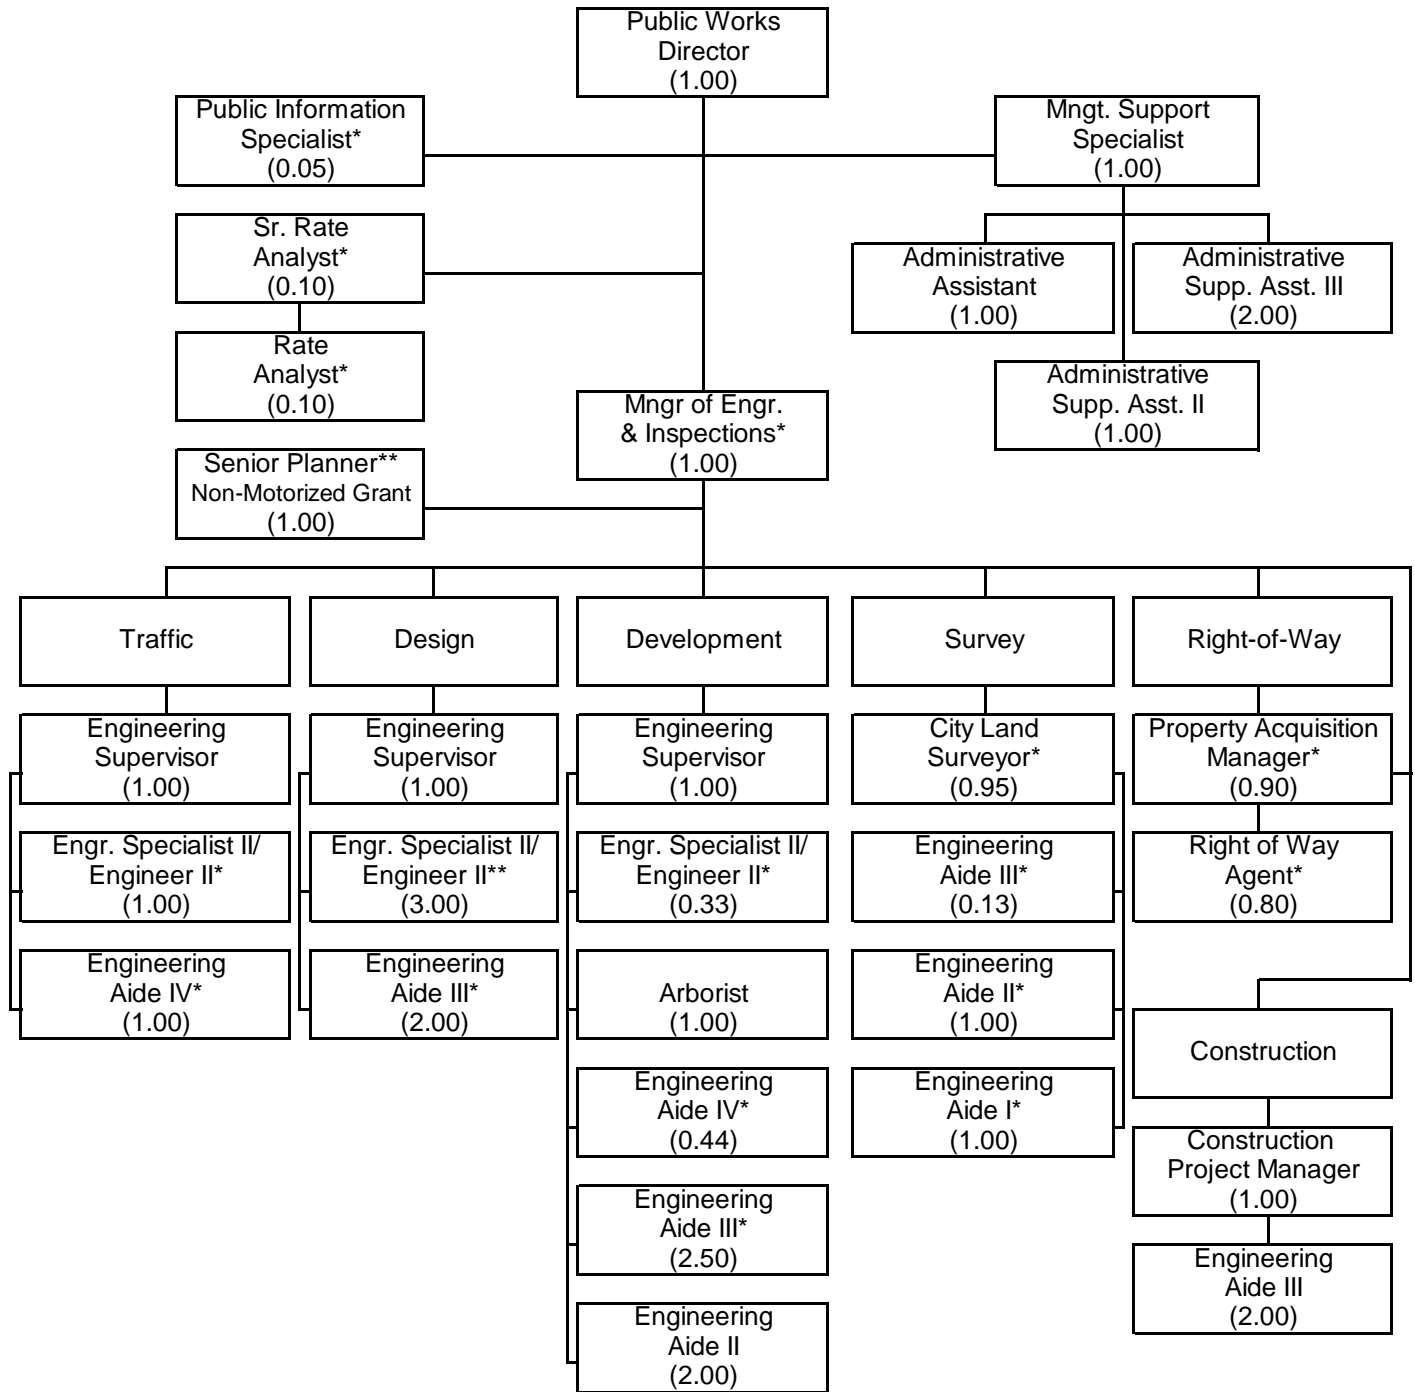 Public Works
Director
(1.00)
Public Information
Specialist*
(0.05)
Mngt. Support
Specialist
(1.00)
Sr. Rate
Analyst*
(0.10)
Administrative
Assistant
(1.00)
Administrative
Supp. Asst. III
(2.00)
Rate
Analyst*
(0.10)
Administrative
Supp. Asst. II
(1.00)
Mngr of Engr.
& Inspections*
(1.00)
Senior Planner**
Non-Motorized Grant
(1.00)
Traffic
Design
Development
Survey
Right-of-Way
Engineering
Supervisor
(1.00)
Engineering
Supervisor
(1.00)
Engineering
Supervisor
(1.00)
City Land
Surveyor*
(0.95)
Property Acquisition
Manager*
(0.90)
Engr. Specialist II/
Engineer II*
(1.00)
Engr. Specialist II/
Engineer II**
(3.00)
Engr. Specialist II/
Engineer II*
(0.33)
Engineering
Aide III*
(0.13)
Right of Way
Agent*
(0.80)
Engineering
Aide IV*
(1.00)
Engineering
Aide III*
(2.00)
Arborist
(1.00)
Engineering
Aide II*
(1.00)
Construction
Engineering
Aide IV*
(0.44)
Engineering
Aide I*
(1.00)
Construction
Project Manager
(1.00)
Engineering
Aide III*
(2.50)
Engineering
Aide III
(2.00)
Engineering
Aide II
(2.00)